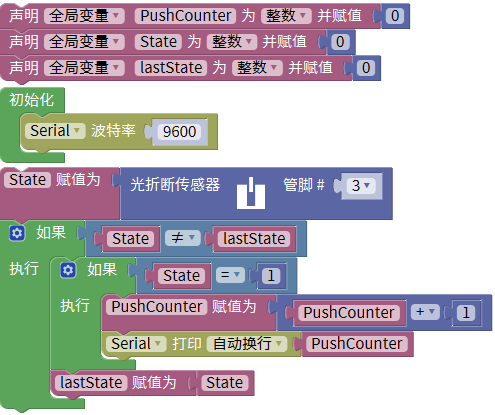 声明 全局变量 PushCounter 为 整数 并赋值 0
声明 全局变量 State 为 整数 并赋值 0
声明 全局变量 lastState 为 整数 并赋值 0
初始化
Serial 波特率 9600
State 赋值为 光折断传感器 管脚 # 3
如果 State ≠ lastState
执行 如果 State = 1
执行 PushCounter 赋值为 PushCounter + 1
Serial 打印 自动换行 PushCounter
lastState 赋值为 State